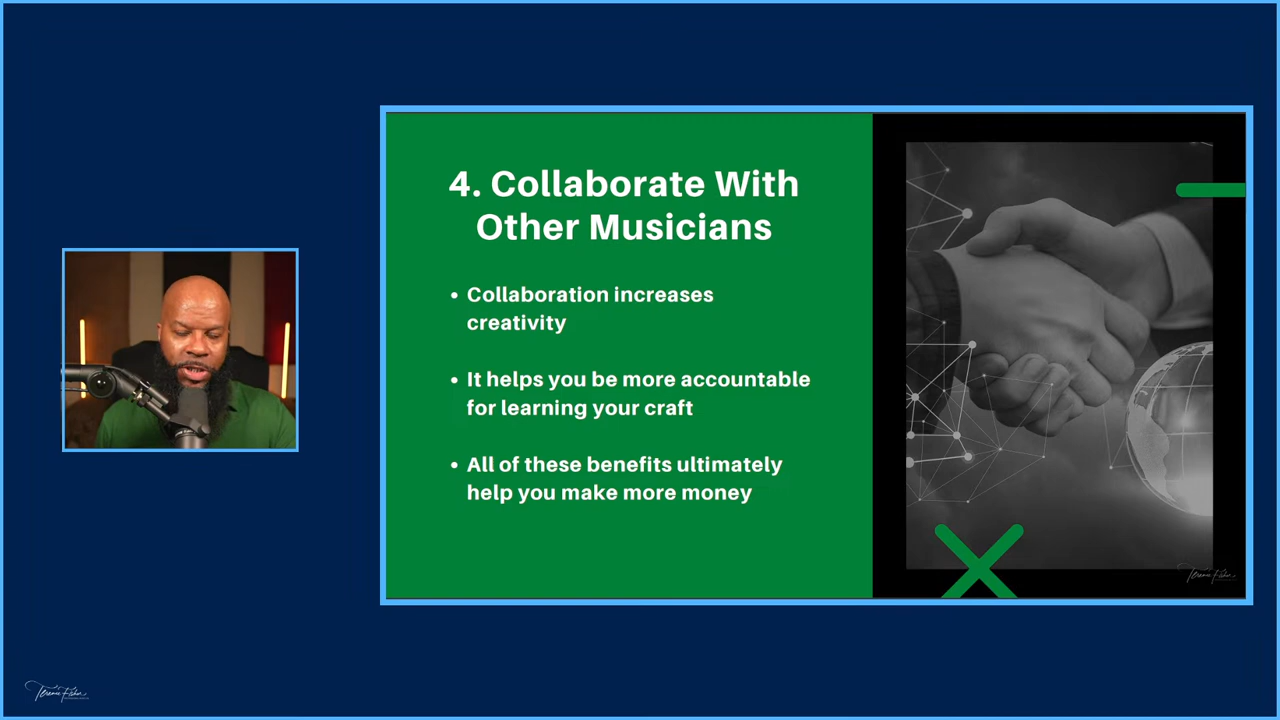 4. Collaborate With
Other Musicians
• Collaboration increases
creativity
• It helps you be more accountable
for learning your craft
• All of these benefits ultimately
help you make more money